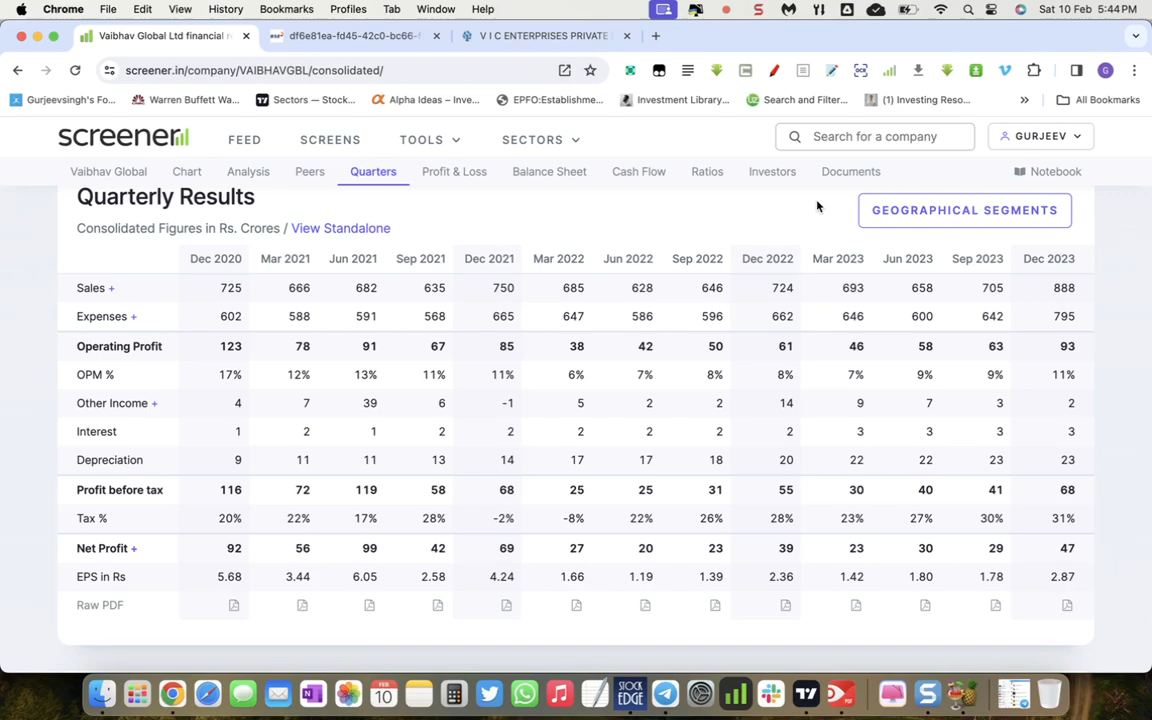 Chrome File Edit View History Bookmarks Profiles Tab Window Help Sat 10 Feb 5:44 PM
Vaibhav Global Ltd financial r df6e81ea-fd45-42c0-bc66- V I C ENTERPRISES PRIVATE
screener.in/company/VAIBHAVGBL/consolidated/
Gurjeevsingh's Fo... Warren Buffett Wa... Sectors — Stock... Alpha Ideas – Inve... EPFO:Establishme... Investment Library... Search and Filter... (1) Investing Reso... » All Bookmarks
screener FEED SCREENS TOOLS SECTORS Search for a company GURJEEV
Vaibhav Global Chart Analysis Peers Quarters Profit & Loss Balance Sheet Cash Flow Ratios Investors Documents Notebook
Quarterly Results
GEOGRAPHICAL SEGMENTS
Consolidated Figures in Rs. Crores / View Standalone
Dec 2020 Mar 2021 Jun 2021 Sep 2021 Dec 2021 Mar 2022 Jun 2022 Sep 2022 Dec 2022 Mar 2023 Jun 2023 Sep 2023 Dec 2023
Sales + 725 666 682 635 750 685 628 646 724 693 658 705 888
Expenses + 602 588 591 568 665 647 586 596 662 646 600 642 795
Operating Profit 123 78 91 67 85 38 42 50 61 46 58 63 93
OPM % 17% 12% 13% 11% 11% 6% 7% 8% 8% 7% 9% 9% 11%
Other Income + 4 7 39 6 -1 5 2 2 14 9 7 3 2
Interest 1 2 1 2 2 2 2 2 2 3 3 3 3
Depreciation 9 11 11 13 14 17 17 18 20 22 22 23 23
Profit before tax 116 72 119 58 68 25 25 31 55 30 40 41 68
Tax % 20% 22% 17% 28% -2% -8% 22% 26% 28% 23% 27% 30% 31%
Net Profit + 92 56 99 42 69 27 20 23 39 23 30 29 47
EPS in Rs 5.68 3.44 6.05 2.58 4.24 1.66 1.19 1.39 2.36 1.42 1.80 1.78 2.87
Raw PDF
FEB
10
STOCK
EDGE